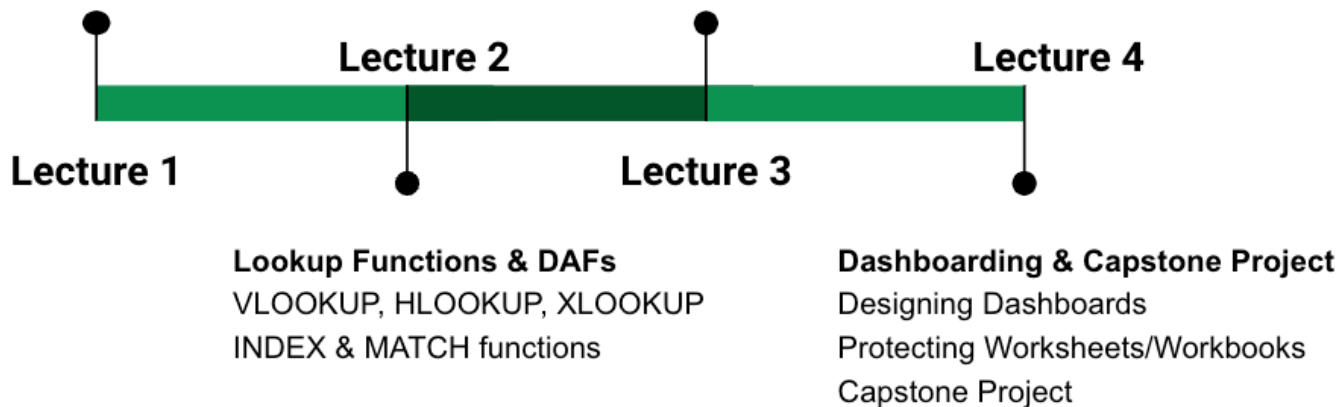 Lecture 2
Lecture 4
Lecture 1
Lecture 3
Lookup Functions & DAFs
VLOOKUP, HLOOKUP, XLOOKUP
INDEX & MATCH functions
Dashboarding & Capstone Project
Designing Dashboards
Protecting Worksheets/Workbooks
Capstone Project